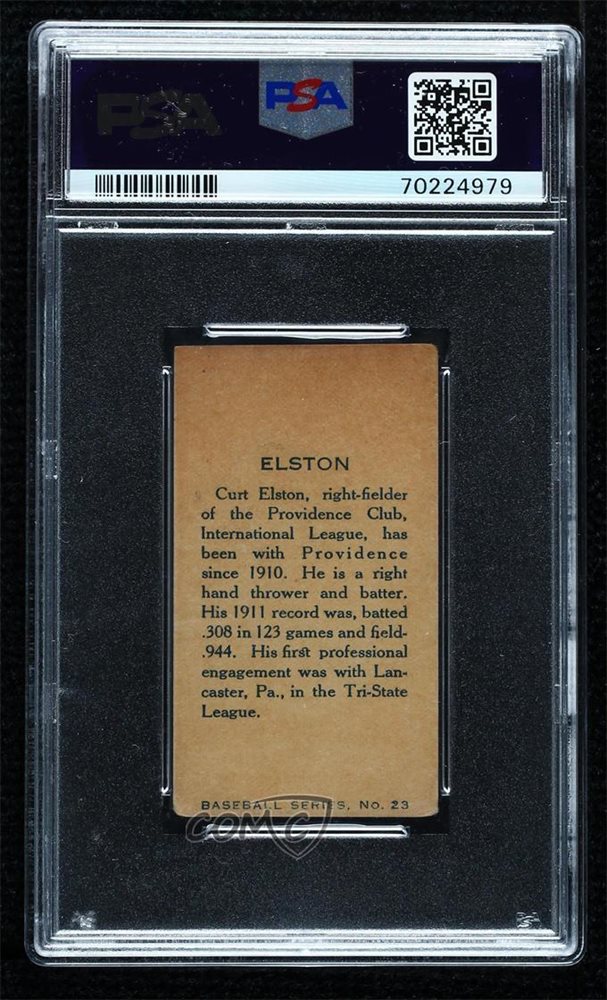 PSA
PSA
70224979
ELSTON
Curt Elston, right-fielder
of the Providence Club,
International League, has
been with Providence
since 1910. He is a right
hand thrower and batter.
His 1911 record was, batted
.308 in 123 games and field-
.944. His first professional
engagement was with Lan-
caster, Pa., in the Tri-State
League.
BASEBALL SERIES, No. 23
COMC
PSA